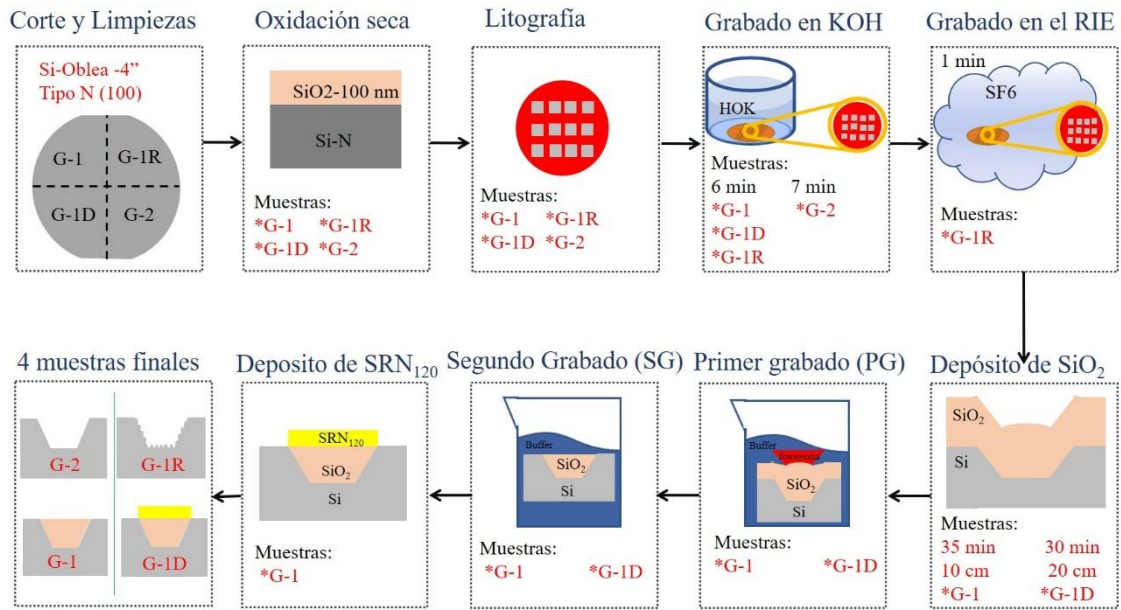 Corte y Limpiezas
Si-Oblea -4”
Tipo N (100)
G-1 G-1R
G-1D G-2
Oxidación seca
SiO2-100 nm
Si-N
Muestras:
*G-1 *G-1R
*G-1D *G-2
Litografía
Muestras:
*G-1 *G-1R
*G-1D *G-2
Grabado en KOH
HOK
Muestras:
6 min 7 min
*G-1 *G-2
*G-1D
*G-1R
Grabado en el RIE
1 min
SF6
Muestras:
*G-1R
Depósito de SiO₂
SiO₂
Si
Muestras:
35 min 30 min
10 cm 20 cm
*G-1 *G-1D
Primer grabado (PG)
Buffer
fotoresina
SiO₂
Si
Muestras:
*G-1 *G-1D
Segundo Grabado (SG)
Buffer
SiO₂
Si
Muestras:
*G-1 *G-1D
Deposito de SRN₁₂₀
SRN₁₂₀
SiO₂
Si
Muestras:
*G-1
4 muestras finales
G-2 G-1R
G-1 G-1D